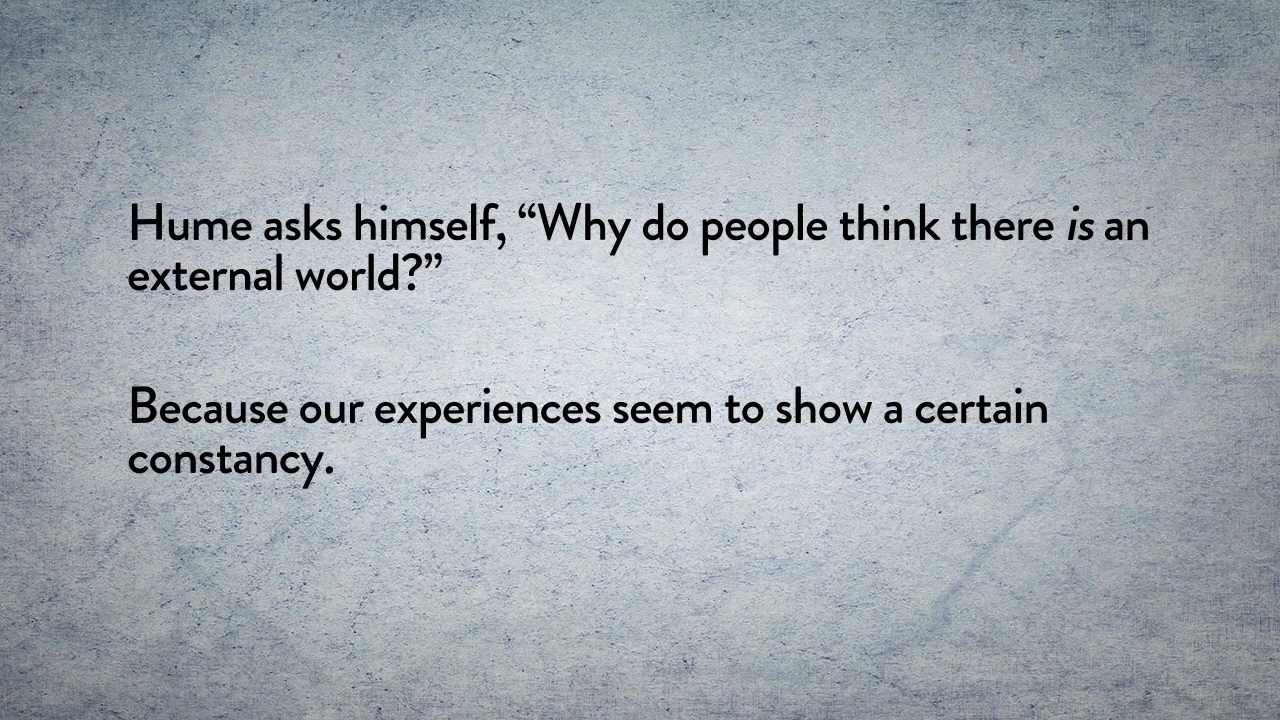 Hume asks himself, “Why do people think there is an
external world?”
Because our experiences seem to show a certain
constancy.